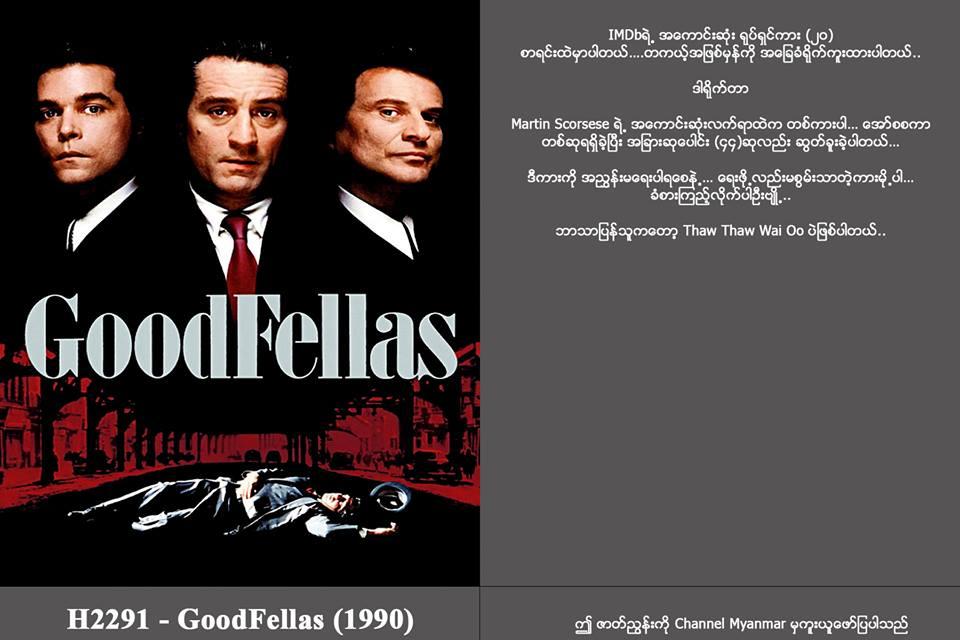 GoodFellas
H2291 - GoodFellas (1990)
IMDbရဲ့ အကောင်းဆုံး ရုပ်ရှင်ကား (၂၀)
စာရင်းထဲမှာပါတယ်....တကယ့်အဖြစ်မှန်ကို အခြေခံရိုက်ကူးထားပါတယ်..
ဒါရိုက်တာ
Martin Scorsese ရဲ့ အကောင်းဆုံးလက်ရာထဲက တစ်ကားပါ... အော်စစကာ
တစ်ဆုရရှိခဲ့ပြီး အခြားဆုပေါင်း (၄၄)ဆုလည်း ဆွတ်ခူးခဲ့ပါတယ်...
ဒီကားကို အညွှန်းမရေးပါရစေနဲ့... ရေးဖို့လည်းမစွမ်းသာတဲ့ကားမို့ပါ...
ခံစားကြည့်လိုက်ပါဦးဗျို့..
ဘာသာပြန်သူကတော့ Thaw Thaw Wai Oo ပဲဖြစ်ပါတယ်..
ဤ ဇာတ်ညွှန်းကို Channel Myanmar မှကူးယူဖော်ပြပါသည်